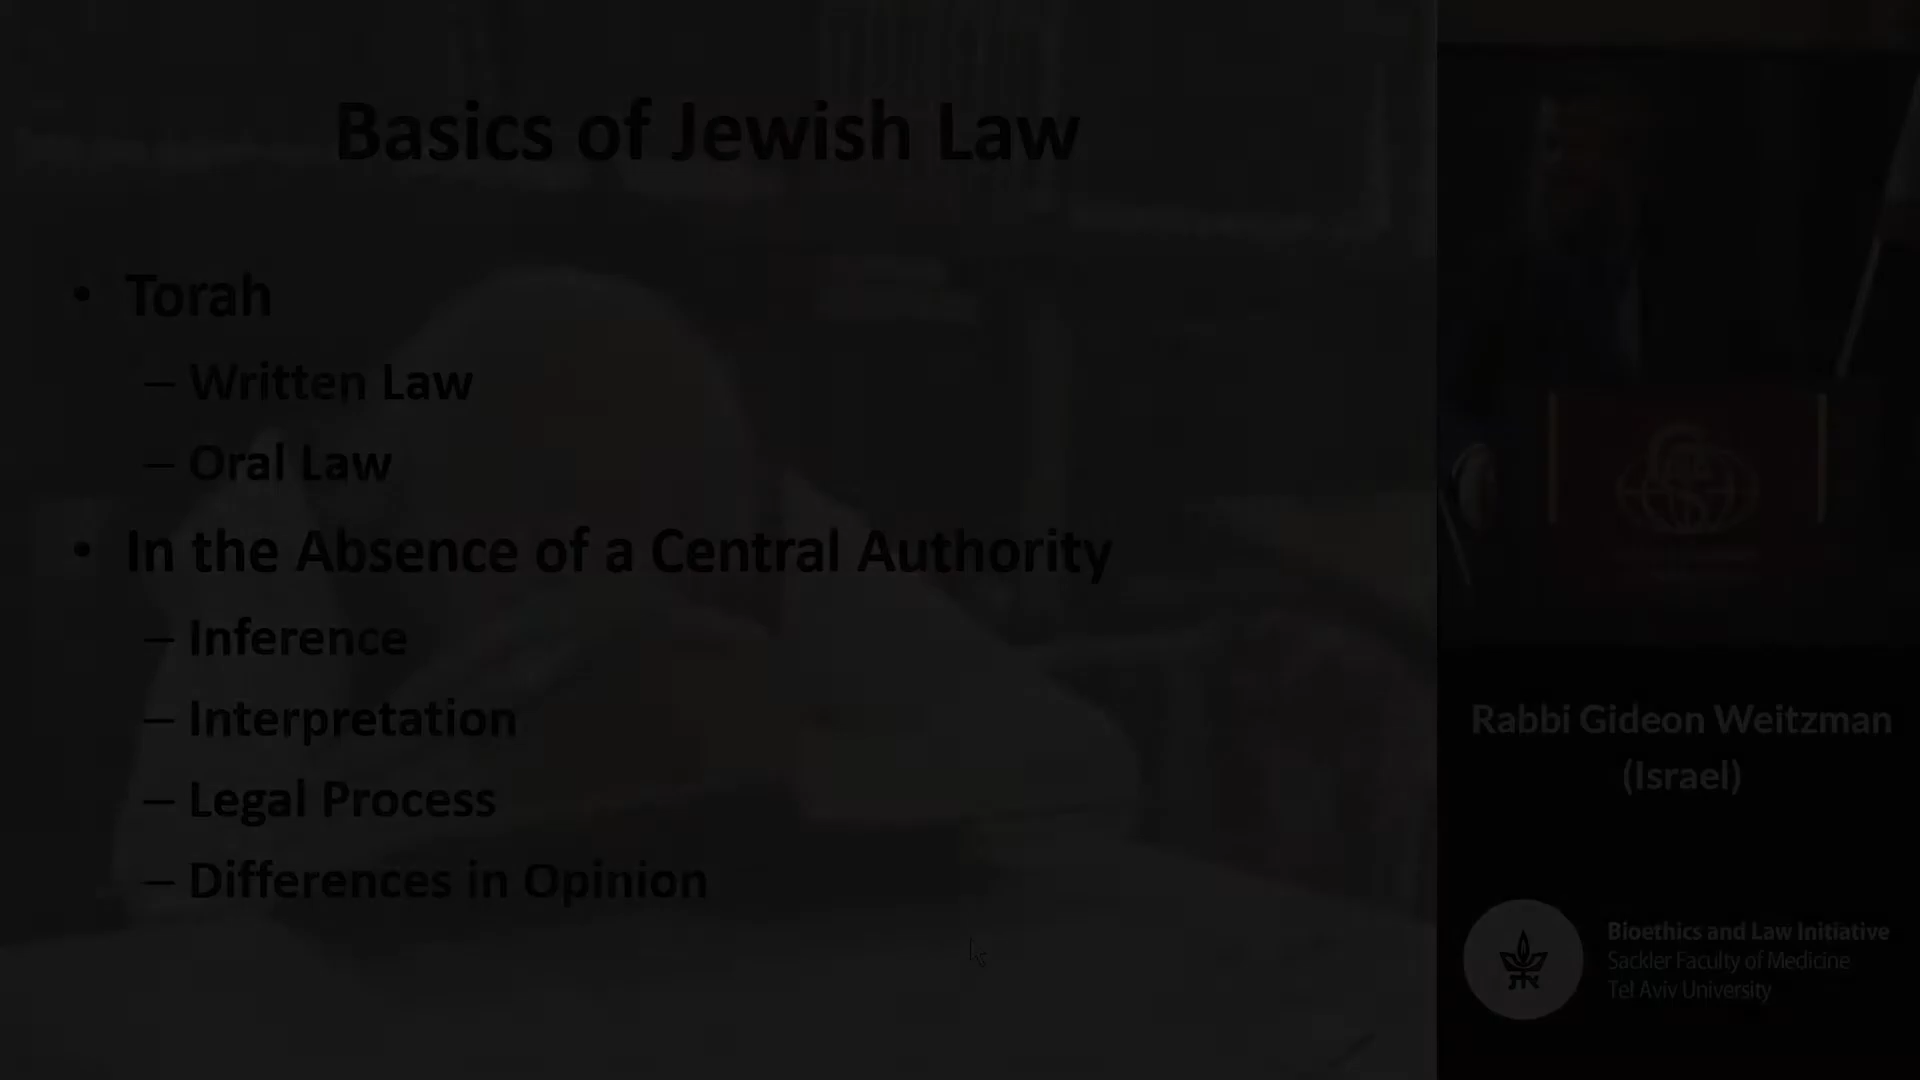 Basics of Jewish Law
• Torah
– Written Law
– Oral Law
• In the Absence of a Central Authority
– Inference
– Interpretation
– Legal Process
– Differences in Opinion
Rabbi Gideon Weitzman
(Israel)
Bioethics and Law Initiative
Sackler Faculty of Medicine
Tel Aviv University